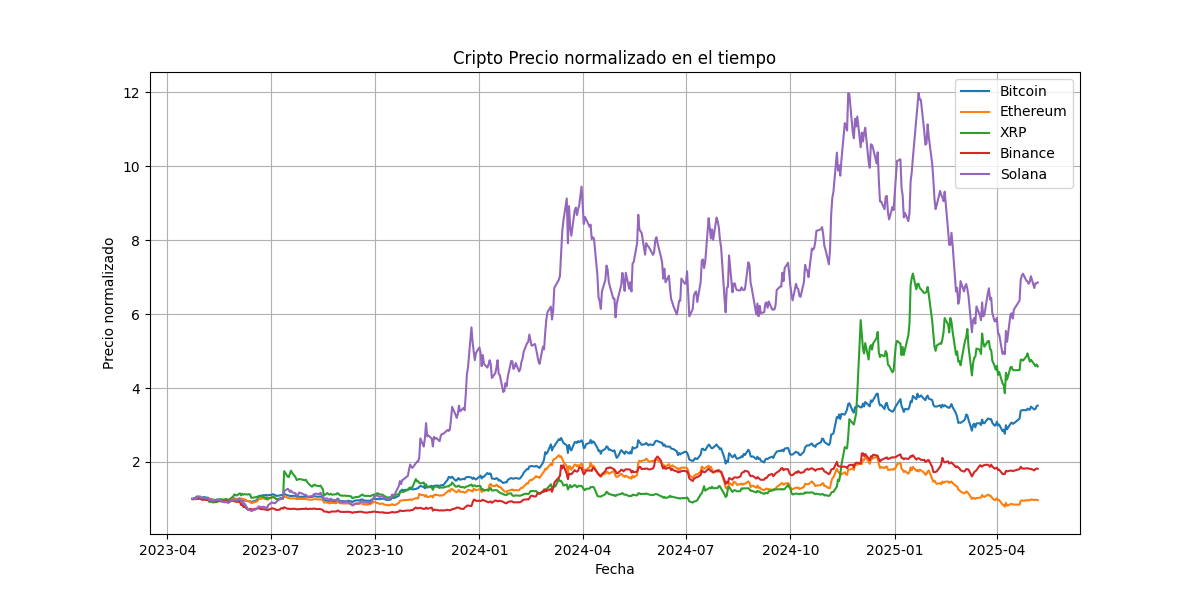 Cripto Precio normalizado en el tiempo
Precio normalizado
12
10
8
6
4
2
Bitcoin
Ethereum
XRP
Binance
Solana
2023-04 2023-07 2023-10 2024-01 2024-04 2024-07 2024-10 2025-01 2025-04
Fecha